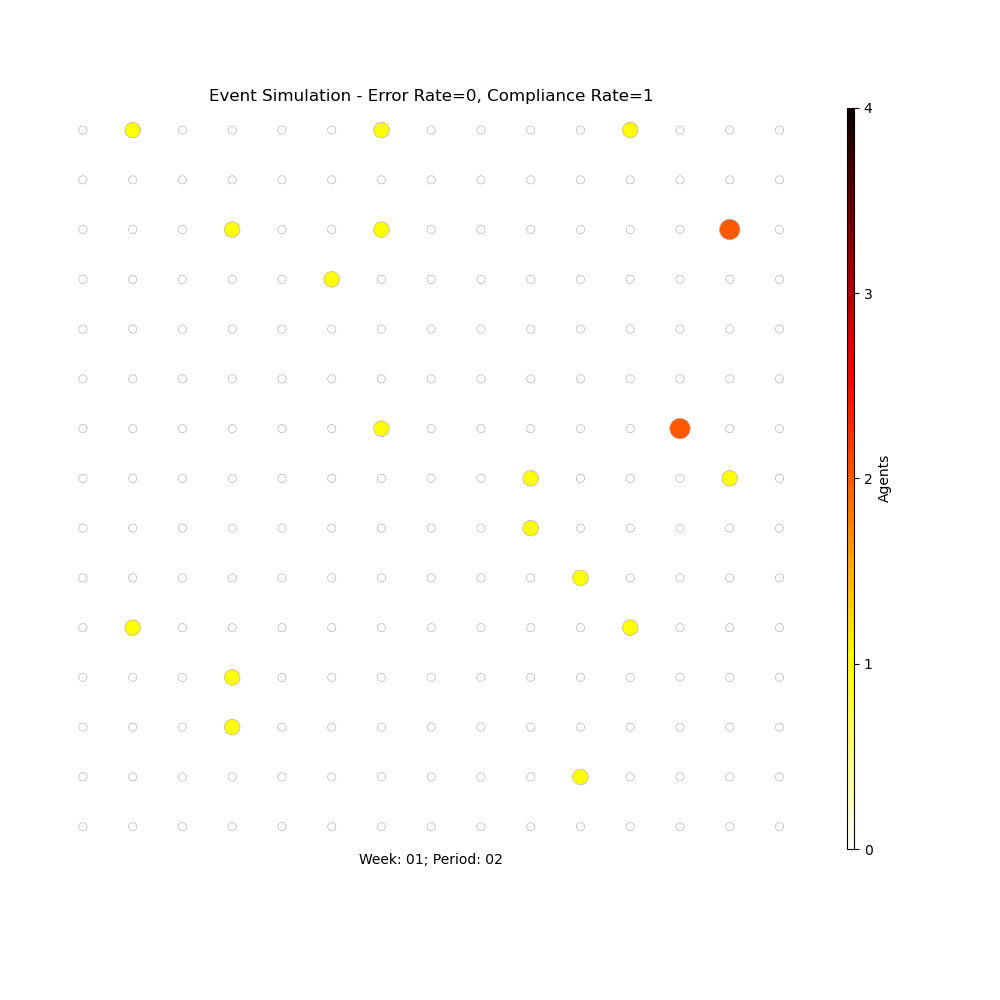 Event Simulation - Error Rate=0, Compliance Rate=1
4
3
2
1
0
Agents
Week: 01; Period: 02